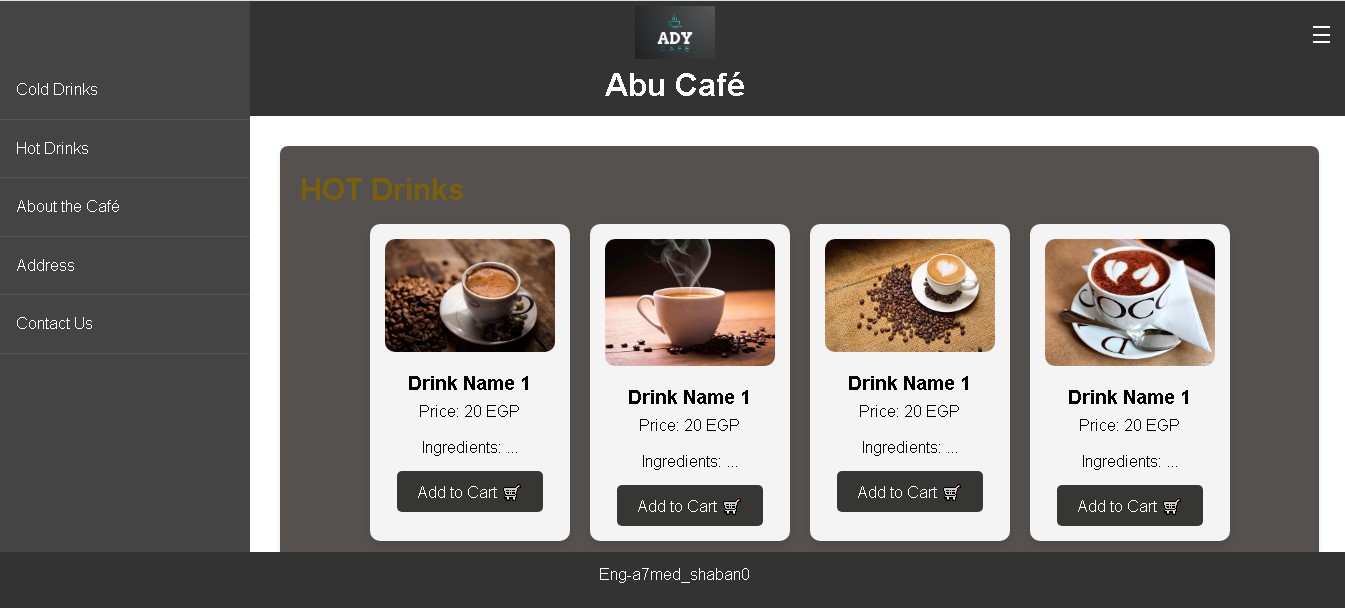 ADY
CAFE
Abu Café
☰
Cold Drinks
Hot Drinks
About the Café
Address
Contact Us
HOT Drinks
Drink Name 1
Price: 20 EGP
Ingredients: ...
Add to Cart 🛒
Drink Name 1
Price: 20 EGP
Ingredients: ...
Add to Cart 🛒
Drink Name 1
Price: 20 EGP
Ingredients: ...
Add to Cart 🛒
Drink Name 1
Price: 20 EGP
Ingredients: ...
Add to Cart 🛒
Eng-a7med_shaban0